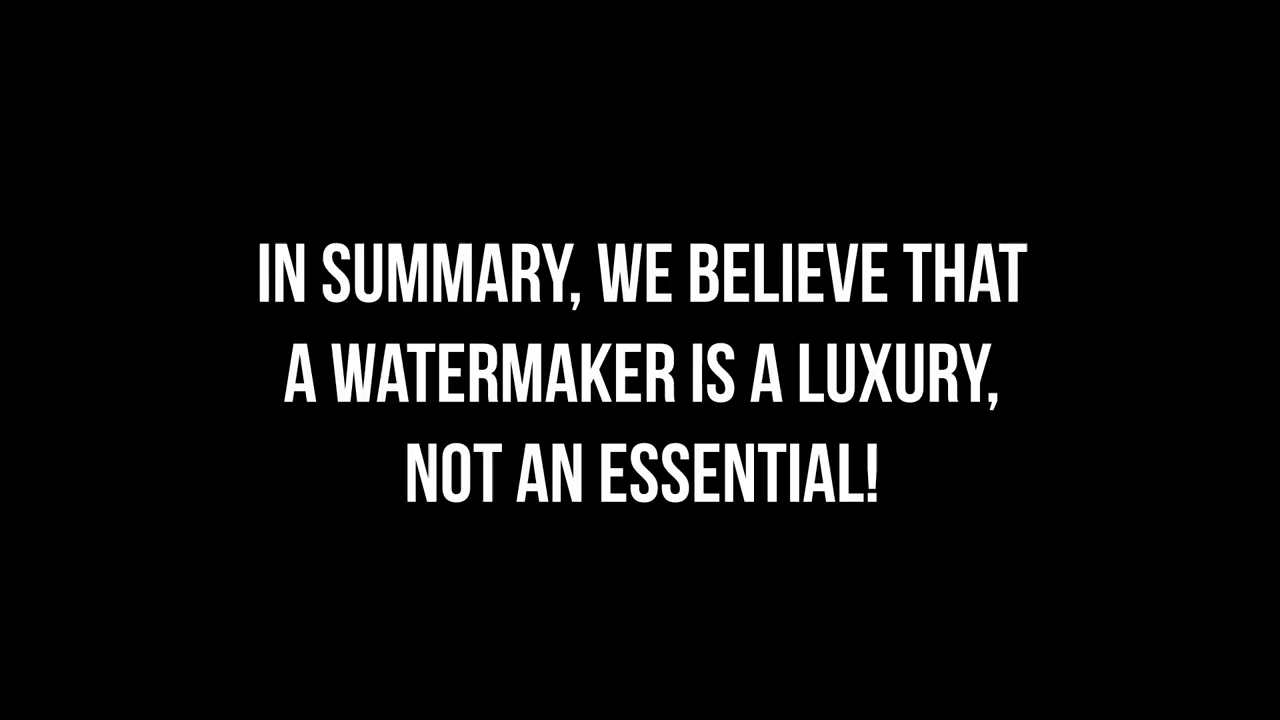 IN SUMMARY, WE BELIEVE THAT
A WATERMAKER IS A LUXURY,
NOT AN ESSENTIAL!